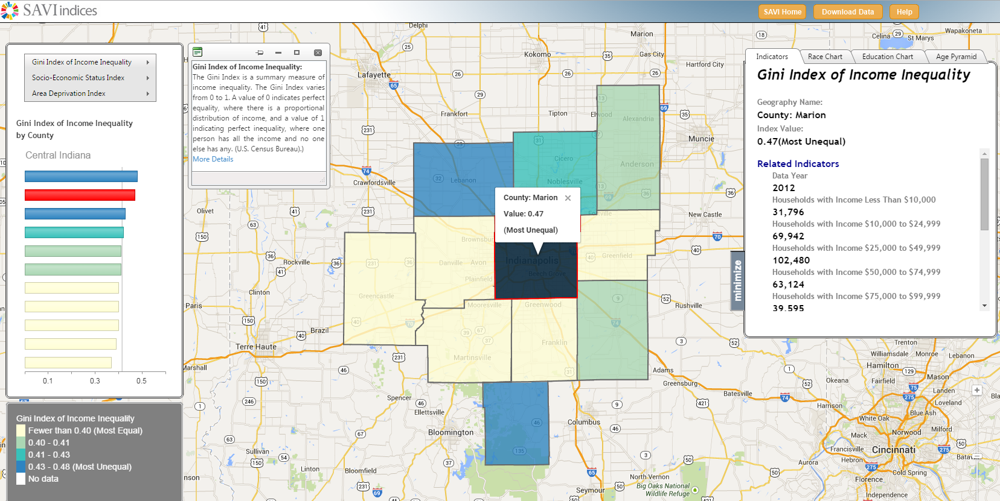 SAVI indices
SAVI Home
Download Data
Help
Gini Index of Income Inequality
Socio-Economic Status Index
Area Deprivation Index
Gini Index of Income Inequality
by County
Central Indiana
0.1
0.3
0.5
Gini Index of Income Inequality
Fewer than 0.40 (Most Equal)
0.40 - 0.41
0.41 - 0.43
0.43 - 0.48 (Most Unequal)
No data
Gini Index of Income Inequality:
The Gini Index is a summary measure of
income inequality. The Gini Index varies
from 0 to 1. A value of 0 indicates perfect
equality, where there is a proportional
distribution of income, and a value of 1
indicating perfect inequality, where one
person has all the income and no one
else has any. (U.S. Census Bureau).)
More Details
County: Marion
Value: 0.47
(Most Unequal)
Indicators
Race Chart
Education Chart
Age Pyramid
Gini Index of Income Inequality
Geography Name:
County: Marion
Index Value:
0.47(Most Unequal)
Related Indicators
Data Year
2012
Households with Income Less Than $10,000
31,796
Households with Income $10,000 to $24,999
69,942
Households with Income $25,000 to $49,999
102,480
Households with Income $50,000 to $74,999
63,124
Households with Income $75,000 to $99,999
39,595
minimize
Delphi
Marion
Wapakoneta
Celina
St Marys
Kokomo
Gas City
Hartford City
Lafayette
Frankfort
Tipton
Elwood
Alexandria
Muncie
Cicero
Anderson
Lebanon
Noblesville
Crawfordsville
Olivet
New Castle
Fortville
Brownsburg
Rockville
Danville
Avon
Indianapolis
Greenfield
Beech Grove
Plainfield
Clinton
Greencastle
Paris
Mooresville
Greenwood
Rushville
Brazil
Terre Haute
Franklin
Martinsville
Marshall
Adams
Greensburg
Batesville
Spencer
Ellettsville
Bloomington
Columbus
Sullivan
Linton
Bloomfield
North Vernon
Seymour
Big Oaks National
Wildlife Refuge
Trenton
Williamsdale
Monroe
Lebanon
Hamilton
Okeana
Fairfield
Mason
Landen
Loveland
Harrison
White Oak
Blue Ash
Mack
Norwood
Milford
Francisville
Cincinnati
Hebron
Aurora
Cold Spring
Florence
Independence